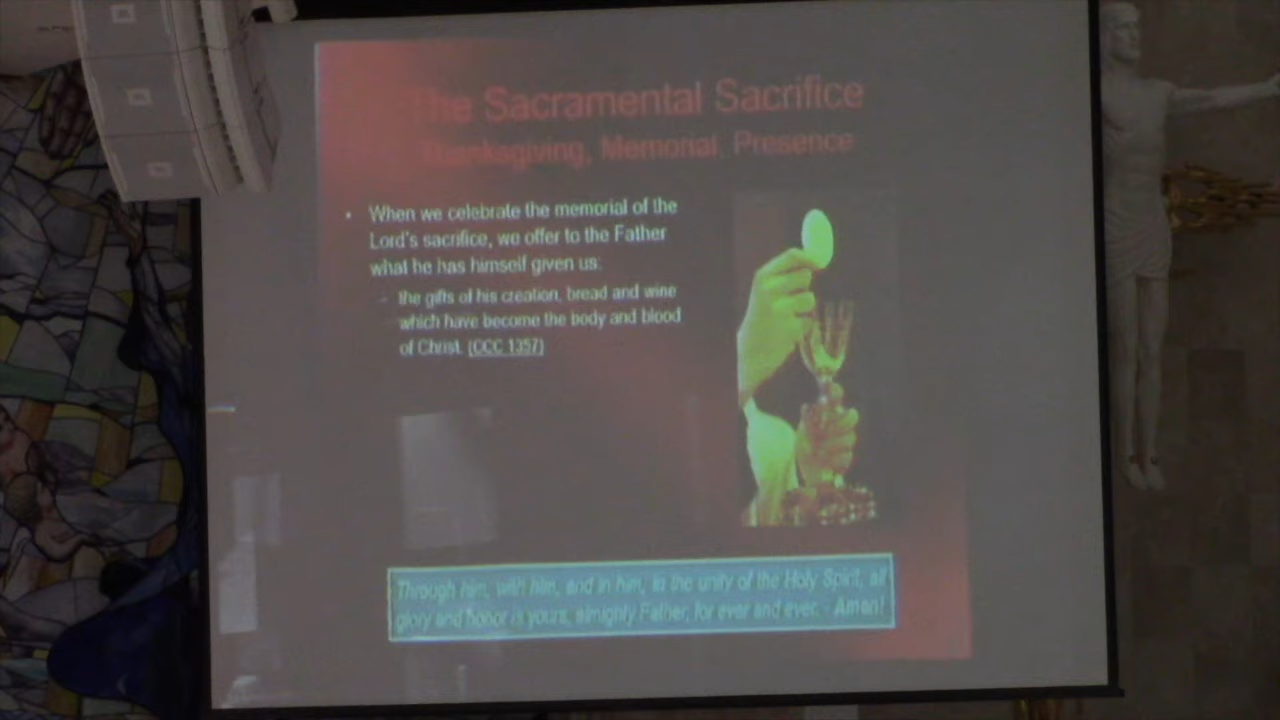 The Sacramental Sacrifice
Thanksgiving, Memorial, Presence
• When we celebrate the memorial of the
Lord's sacrifice, we offer to the Father
what he has himself given us:
– the gifts of his creation, bread and wine
which have become the body and blood
of Christ. (CCC 1357)
Through him, with him, and in him, in the unity of the Holy Spirit, all
glory and honor is yours, almighty Father, for ever and ever. - Amen!